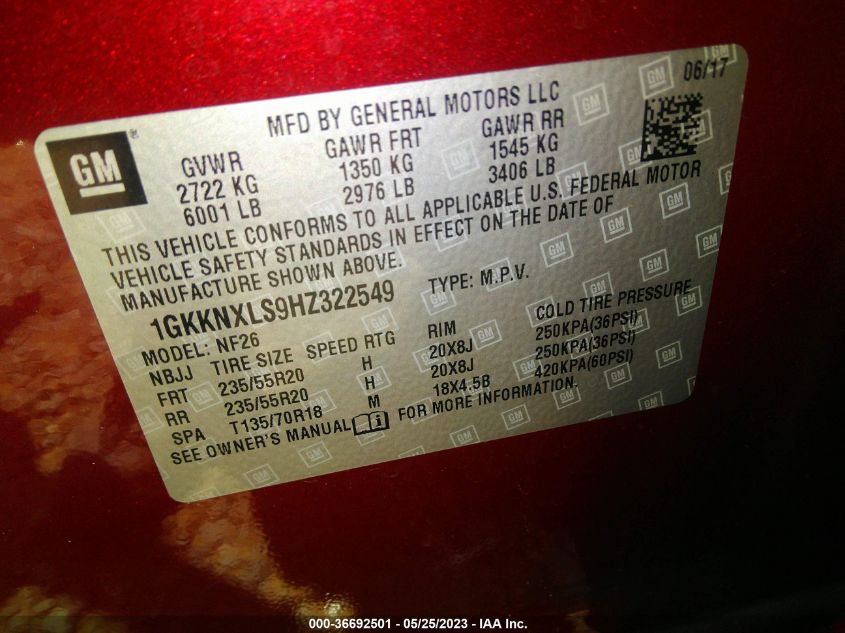 06/17
MFD BY GENERAL MOTORS LLC
GM
GVWR GAWR FRT GAWR RR
2722 KG 1350 KG 1545 KG
6001 LB 2976 LB 3406 LB
THIS VEHICLE CONFORMS TO ALL APPLICABLE U.S. FEDERAL MOTOR
VEHICLE SAFETY STANDARDS IN EFFECT ON THE DATE OF
MANUFACTURE SHOWN ABOVE.
1GKKNXLS9HZ322549 TYPE: M.P.V.
MODEL: NF26
NBJJ TIRE SIZE SPEED RTG RIM COLD TIRE PRESSURE
FRT 235/55R20 H 20X8J 250KPA(36PSI)
RR 235/55R20 H 20X8J 250KPA(36PSI)
SPA T135/70R18 M 18X4.5B 420KPA(60PSI)
SEE OWNER'S MANUAL FOR MORE INFORMATION.
000-36692501 - 05/25/2023 - IAA Inc.